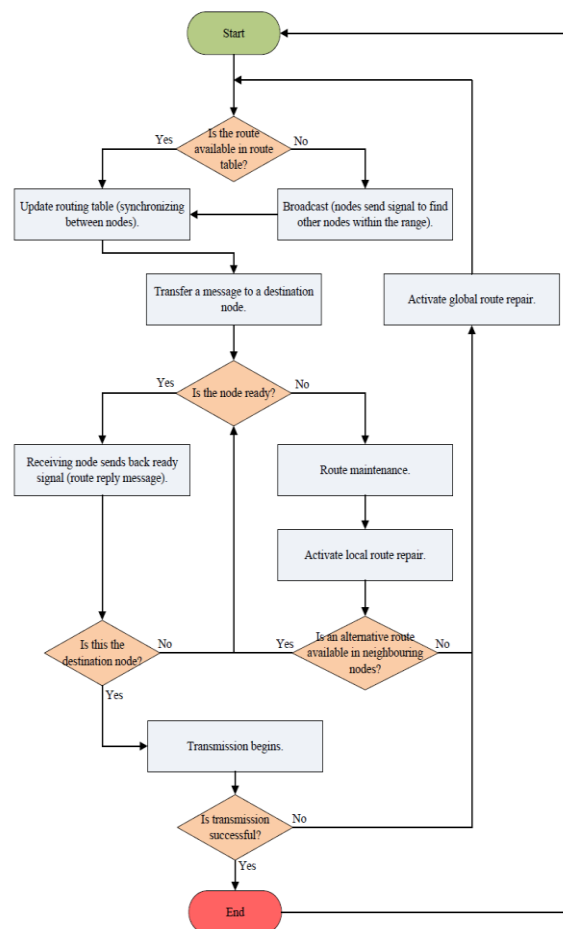 Start
Is the route
available in route
table?
Yes
No
Update routing table (synchronizing
between nodes).
Broadcast (nodes send signal to find
other nodes within the range).
Transfer a message to a destination
node.
Activate global route repair.
Is the node ready?
Yes
No
Receiving node sends back ready
signal (route reply message).
Route maintenance.
Activate local route repair.
Is this the
destination node?
No
Yes
Is an alternative route
available in neighbouring
nodes?
Yes
No
Transmission begins.
Is transmission
successful?
No
Yes
End